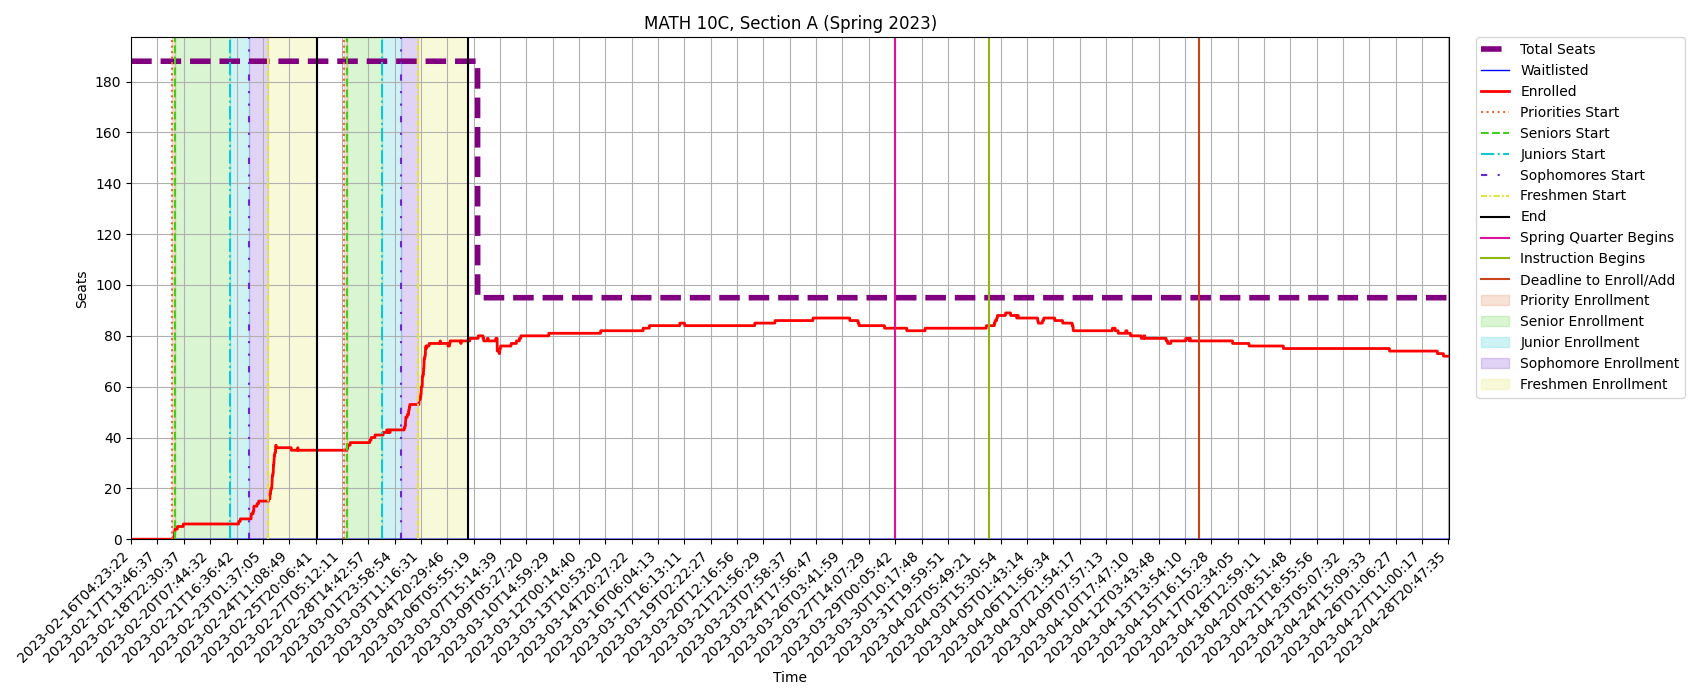 MATH 10C, Section A (Spring 2023)
Seats
180
160
140
120
100
80
60
40
20
0
2023-02-16T04:23:22
2023-02-17T13:46:37
2023-02-18T22:30:37
2023-02-20T07:44:32
2023-02-21T16:36:42
2023-02-23T01:37:05
2023-02-24T11:08:49
2023-02-25T20:06:41
2023-02-27T05:12:11
2023-02-28T14:42:57
2023-03-01T23:58:54
2023-03-03T11:16:31
2023-03-04T20:29:46
2023-03-06T05:55:19
2023-03-07T15:14:39
2023-03-09T05:27:20
2023-03-10T14:59:29
2023-03-12T00:14:40
2023-03-13T10:53:20
2023-03-14T20:27:22
2023-03-16T06:04:13
2023-03-17T16:13:11
2023-03-19T02:22:27
2023-03-20T12:16:56
2023-03-21T21:56:29
2023-03-23T07:58:37
2023-03-24T17:56:47
2023-03-26T03:41:59
2023-03-27T14:07:29
2023-03-29T00:05:42
2023-03-30T10:17:48
2023-03-31T19:59:51
2023-04-02T05:49:21
2023-04-03T15:30:54
2023-04-05T01:43:14
2023-04-06T11:56:34
2023-04-07T21:54:17
2023-04-09T07:57:13
2023-04-10T17:47:10
2023-04-12T03:43:48
2023-04-13T13:54:10
2023-04-15T16:15:28
2023-04-17T02:34:05
2023-04-18T12:59:11
2023-04-20T08:51:48
2023-04-21T18:55:56
2023-04-23T05:07:32
2023-04-24T15:09:33
2023-04-26T01:06:27
2023-04-27T11:00:17
2023-04-28T20:47:35
Time
Total Seats
Waitlisted
Enrolled
Priorities Start
Seniors Start
Juniors Start
Sophomores Start
Freshmen Start
End
Spring Quarter Begins
Instruction Begins
Deadline to Enroll/Add
Priority Enrollment
Senior Enrollment
Junior Enrollment
Sophomore Enrollment
Freshmen Enrollment